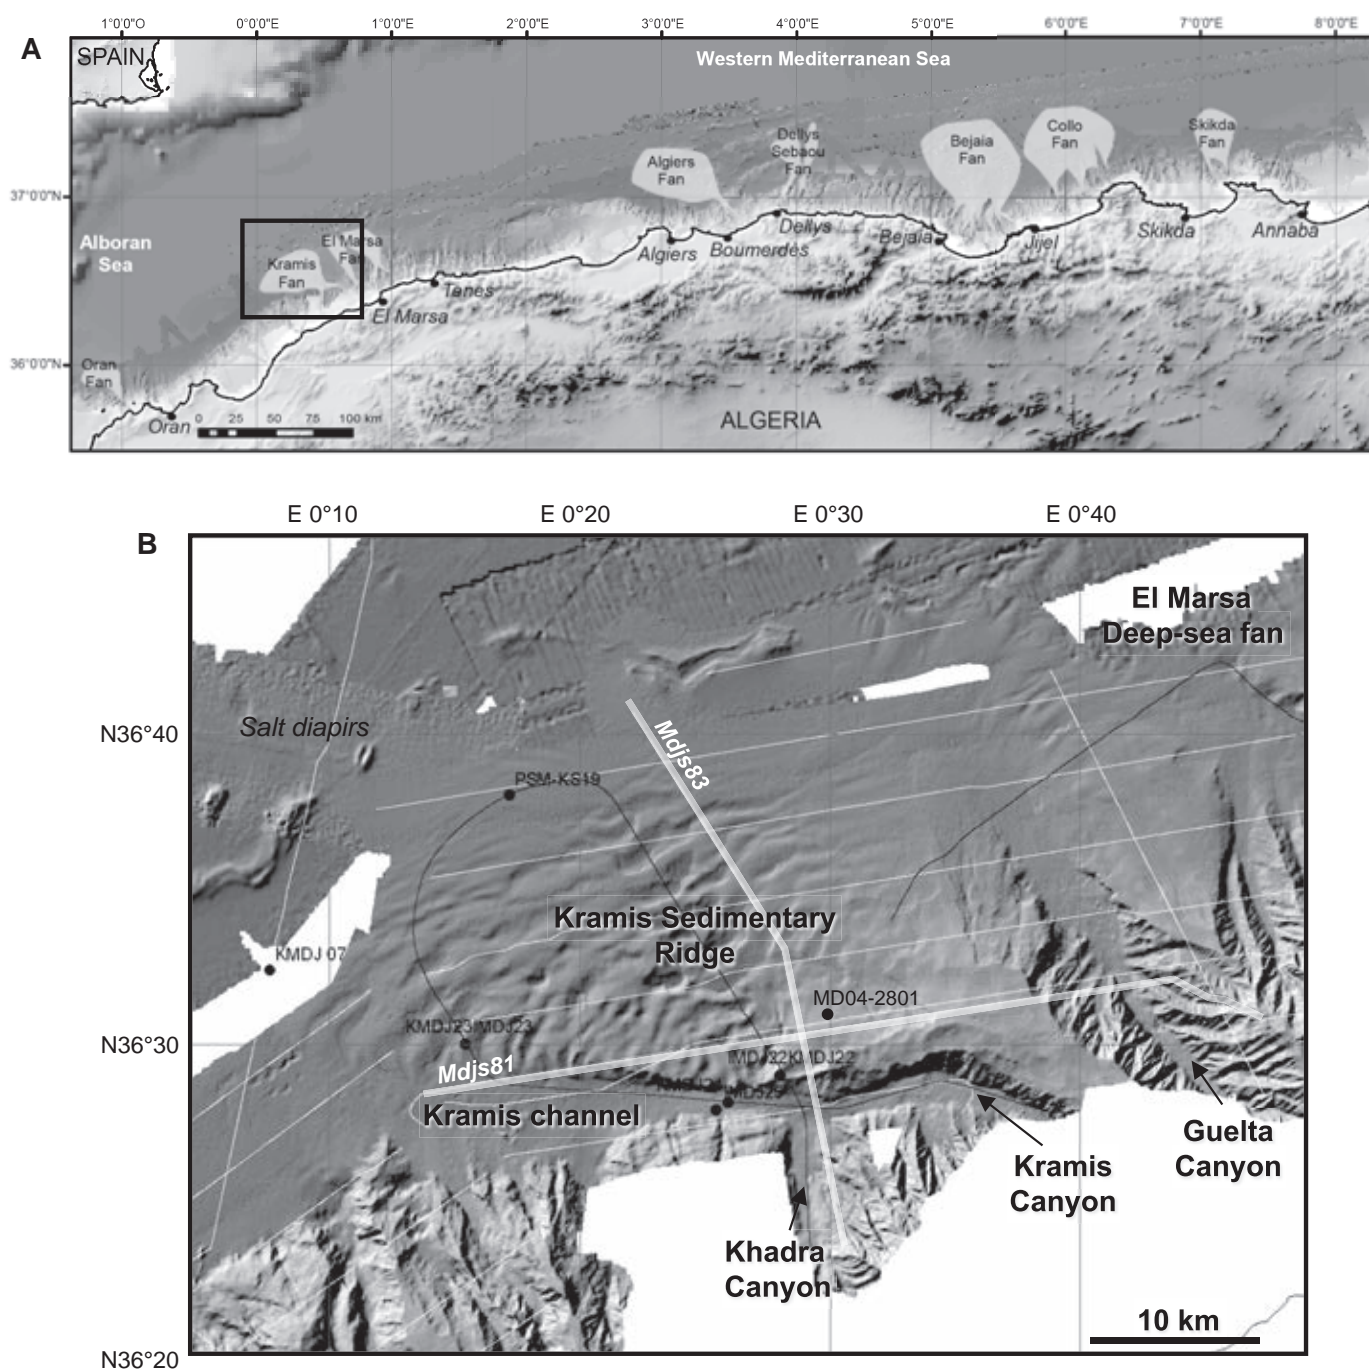 1°0'0"O 0°0'0"E 1°0'0"E 2°0'0"E 3°0'0"E 4°0'0"E 5°0'0"E 6°0'0"E 7°0'0"E 8°0'0"E
A
SPAIN
Western Mediterranean Sea
Algiers
Fan
Dellys
Sebaou
Fan
Bejaia
Fan
Collo
Fan
Skikda
Fan
37°0'0"N
Alboran
Sea
El Marsa
Fan
Kramis
Fan
Algiers
Boumerdes
Dellys
Bejaia
Jijel
Skikda
Annaba
Tenes
El Marsa
36°0'0"N
Oran
Fan
Oran
0 25 50 75 100 km
ALGERIA
E 0°10 E 0°20 E 0°30 E 0°40
B
El Marsa
Deep-sea fan
N36°40
Salt diapirs
Mdjs83
PSM-KS19
Kramis Sedimentary
Ridge
KMDJ 07
MD04-2801
KMDJ23/MDJ23
N36°30
Mdjs81
MDJ22KMDJ22
MDJ25
Kramis channel
Guelta
Canyon
Kramis
Canyon
Khadra
Canyon
10 km
N36°20